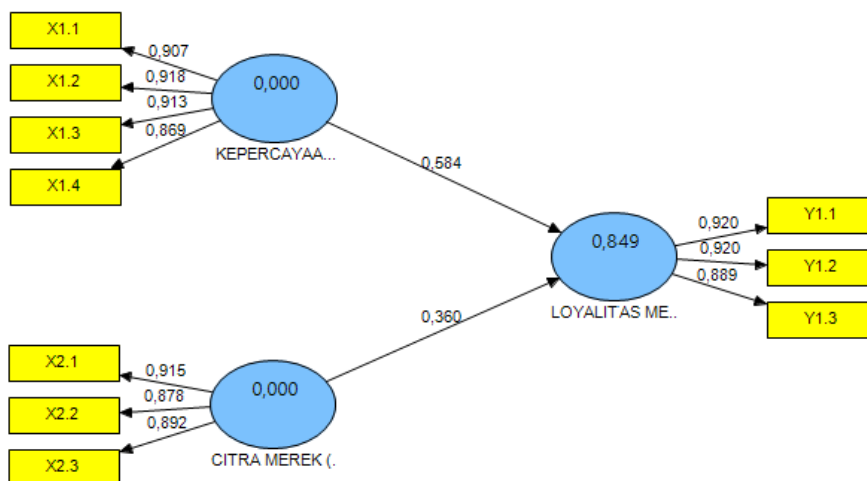 X1.1
0,907
X1.2
0,918
0,000
0,913
X1.3
0,869
X1.4
KEPERCAYAA...
0,584
0,849
LOYALITAS ME..
0,920
Y1.1
0,920
Y1.2
0,889
Y1.3
0,360
X2.1
0,915
0,000
X2.2
0,878
0,892
X2.3
CITRA MEREK (.